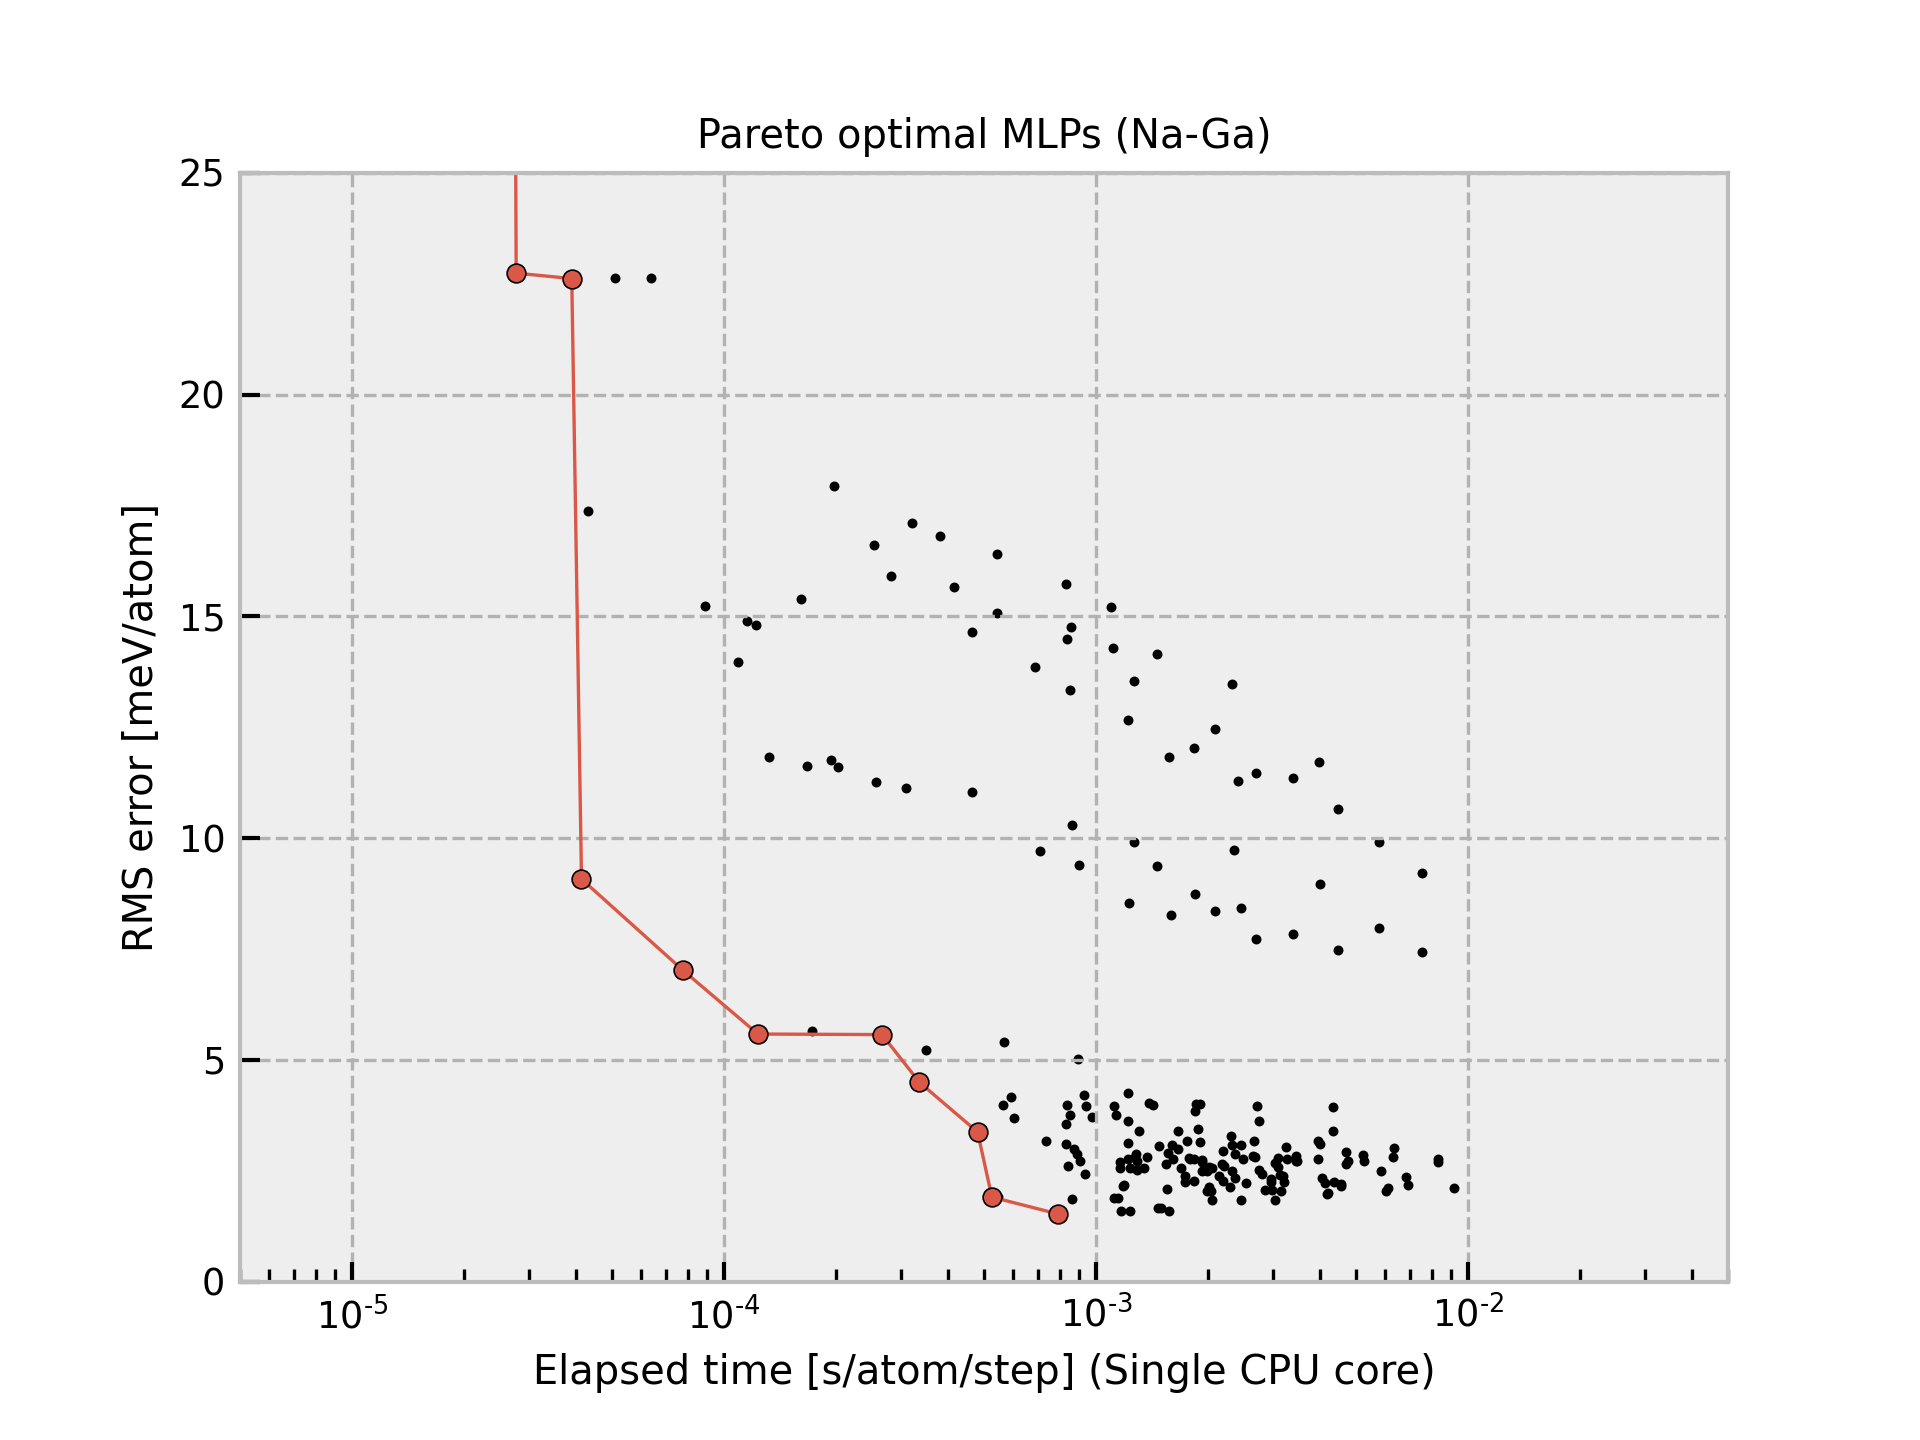 Pareto optimal MLPs (Na-Ga)
RMS error [meV/atom]
25
20
15
10
5
0
10^-5 10^-4 10^-3 10^-2
Elapsed time [s/atom/step] (Single CPU core)